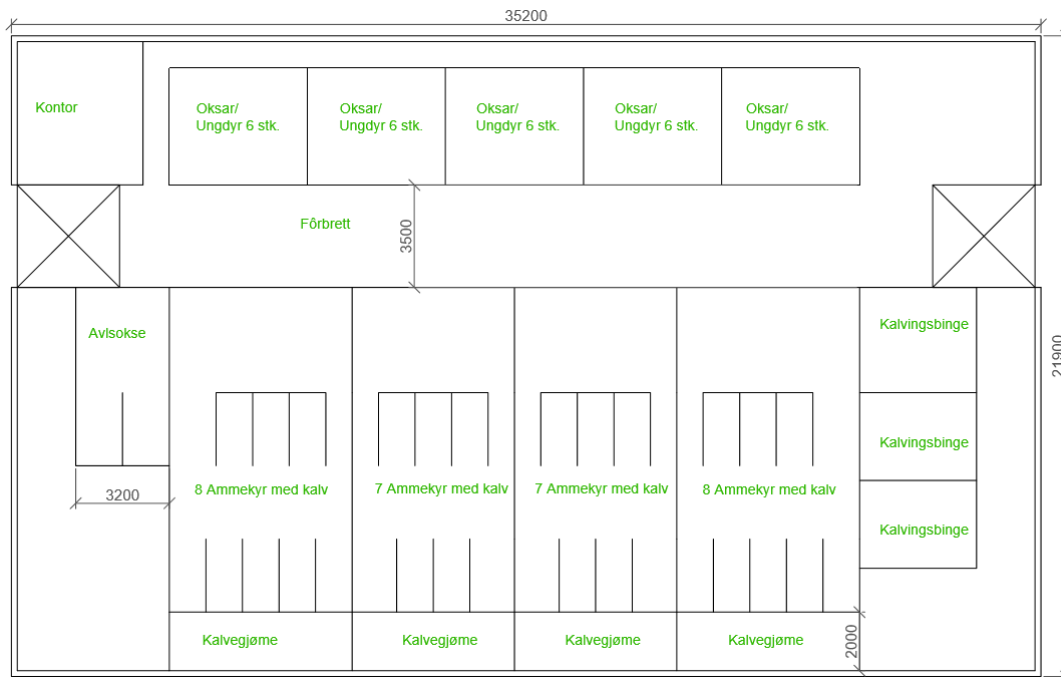 35200
Kontor
Oksar/
Ungdyr 6 stk.
Oksar/
Ungdyr 6 stk.
Oksar/
Ungdyr 6 stk.
Oksar/
Ungdyr 6 stk.
Oksar/
Ungdyr 6 stk.
Fôrbrett
3500
Avlsokse
Kalvingsbinge
21900
Kalvingsbinge
3200
8 Ammekyr med kalv
7 Ammekyr med kalv
7 Ammekyr med kalv
8 Ammekyr med kalv
Kalvingsbinge
Kalvegjøme
Kalvegjøme
Kalvegjøme
Kalvegjøme
2000